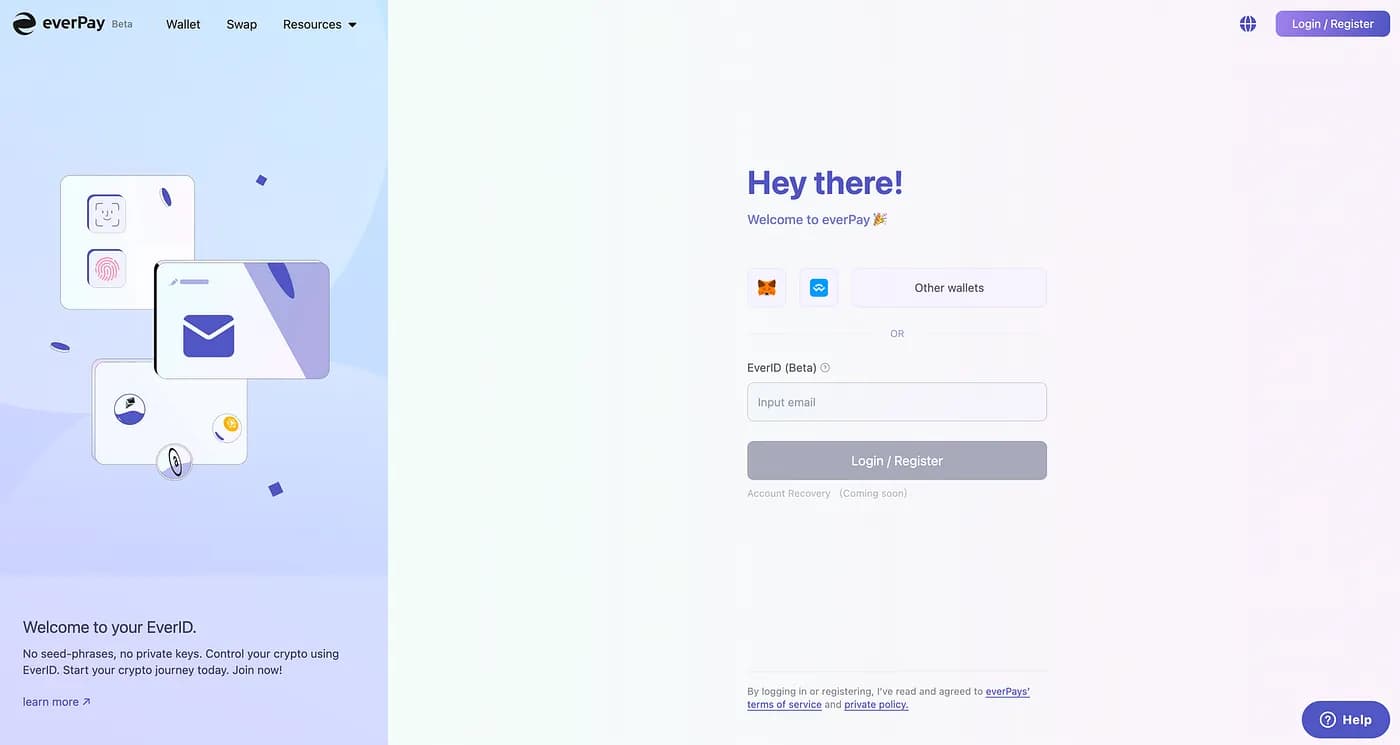 everPay Beta
Wallet
Swap
Resources
Login / Register
Hey there!
Welcome to everPay 🎉
Other wallets
OR
EverID (Beta) ?
Input email
Login / Register
Account Recovery (Coming soon)
Welcome to your EverID.
No seed-phrases, no private keys. Control your crypto using
EverID. Start your crypto journey today. Join now!
learn more ↗
By logging in or registering, I've read and agreed to everPays'
terms of service and private policy.
? Help